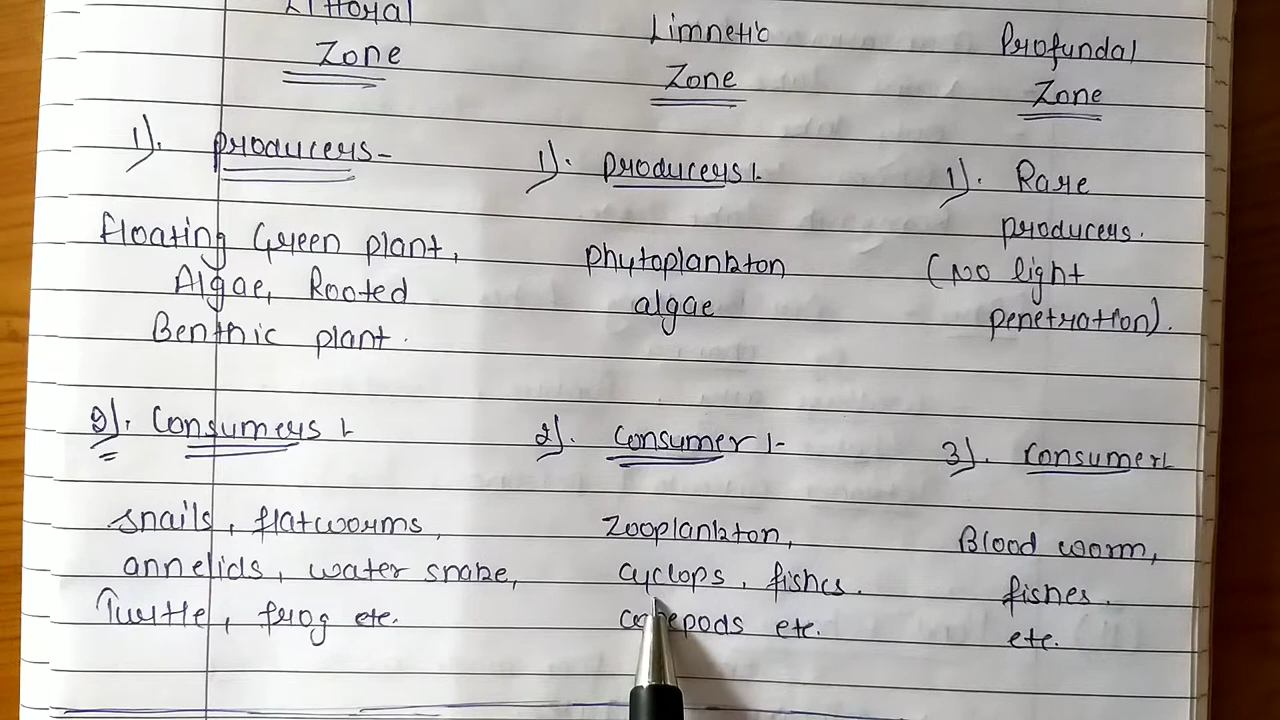 Littoral
Zone
Limnetic
Zone
Profundal
Zone
1). producers-
Floating Green plant,
Algae, Rooted
Benthic plant.
1). producers:-
phytoplankton
algae
1). Rare
producers.
(No light
penetration).
2). Consumers :-
snails, flatworms,
annelids, water snake,
Turtle, frog etc.
2). Consumer :-
Zooplankton,
cyclops, fishes.
copepods etc.
3). Consumer:-
Blood worm,
fishes.
etc.